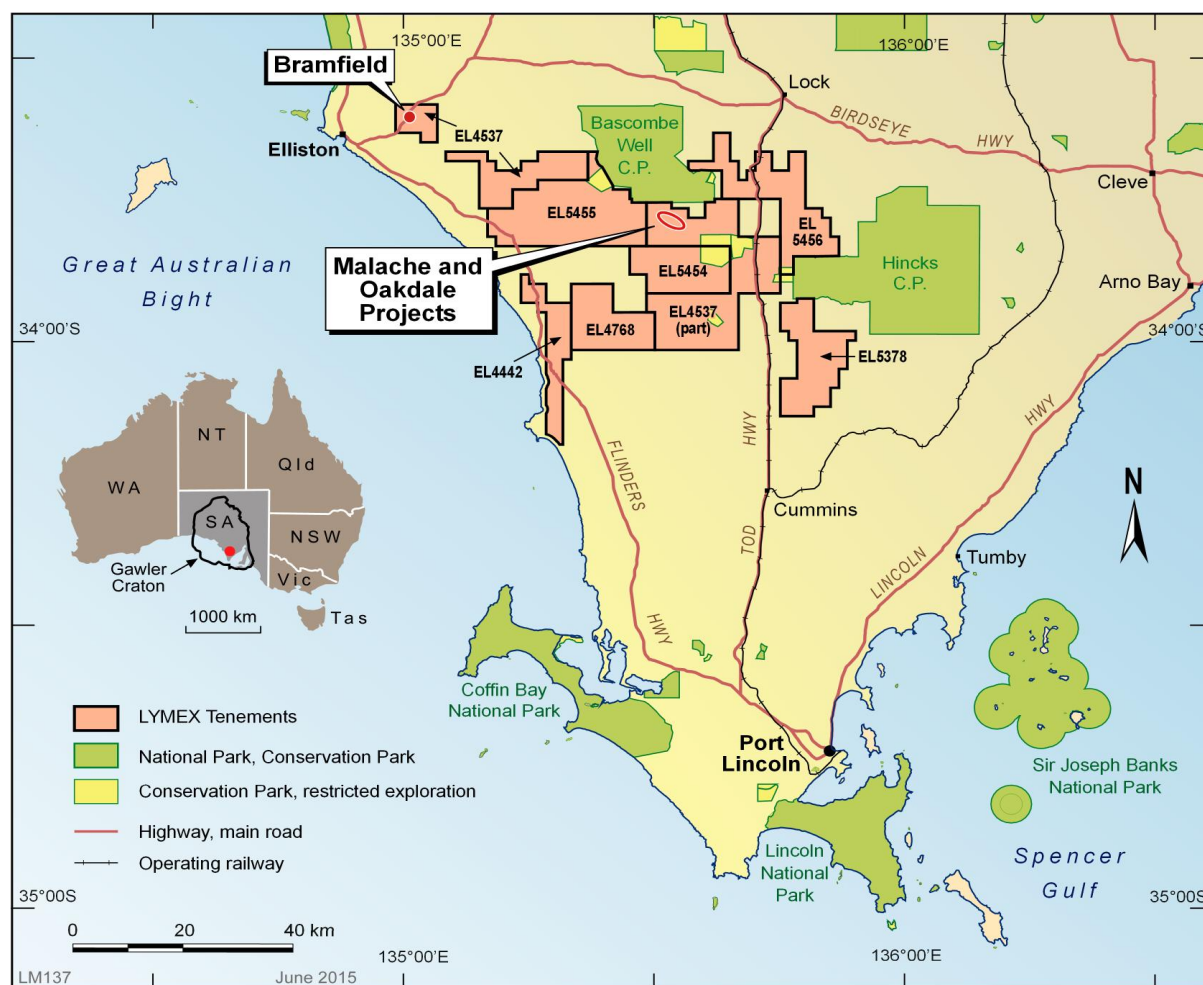 135°00'E
136°00'E
Bramfield
Lock
EL4537
BIRDSEYE
HWY
Elliston
Bascombe
Well
C.P.
Cleve
EL5455
EL
5456
Great Australian
Bight
Malache and
Oakdale
Projects
EL5454
Hincks
C.P.
Arno Bay
34°00'S
EL4768
EL4537
(part)
34°00'S
EL4442
EL5378
HWY
HWY
FLINDERS
NT
Qld
WA
SA
NSW
Gawler
Craton
Vic
1000 km
Tas
N
Cummins
TOD
LINCOLN
Tumby
HWY
Coffin Bay
National Park
LYMEX Tenements
National Park, Conservation Park
Conservation Park, restricted exploration
Highway, main road
Operating railway
Port
Lincoln
Sir Joseph Banks
National Park
Lincoln
National
Park
Spencer
Gulf
35°00'S
35°00'S
0 20 40 km
135°00'E
136°00'E
LM137
June 2015